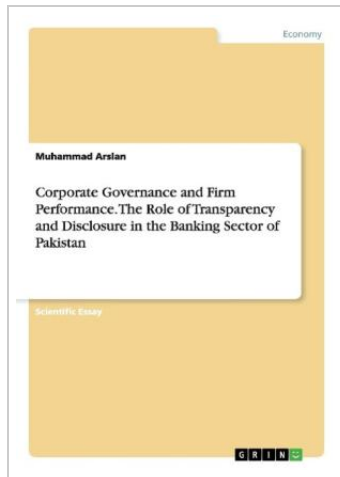 Economy
Muhammad Arslan
Corporate Governance and Firm
Performance. The Role of Transparency
and Disclosure in the Banking Sector of
Pakistan
Scientific Essay
GRIN